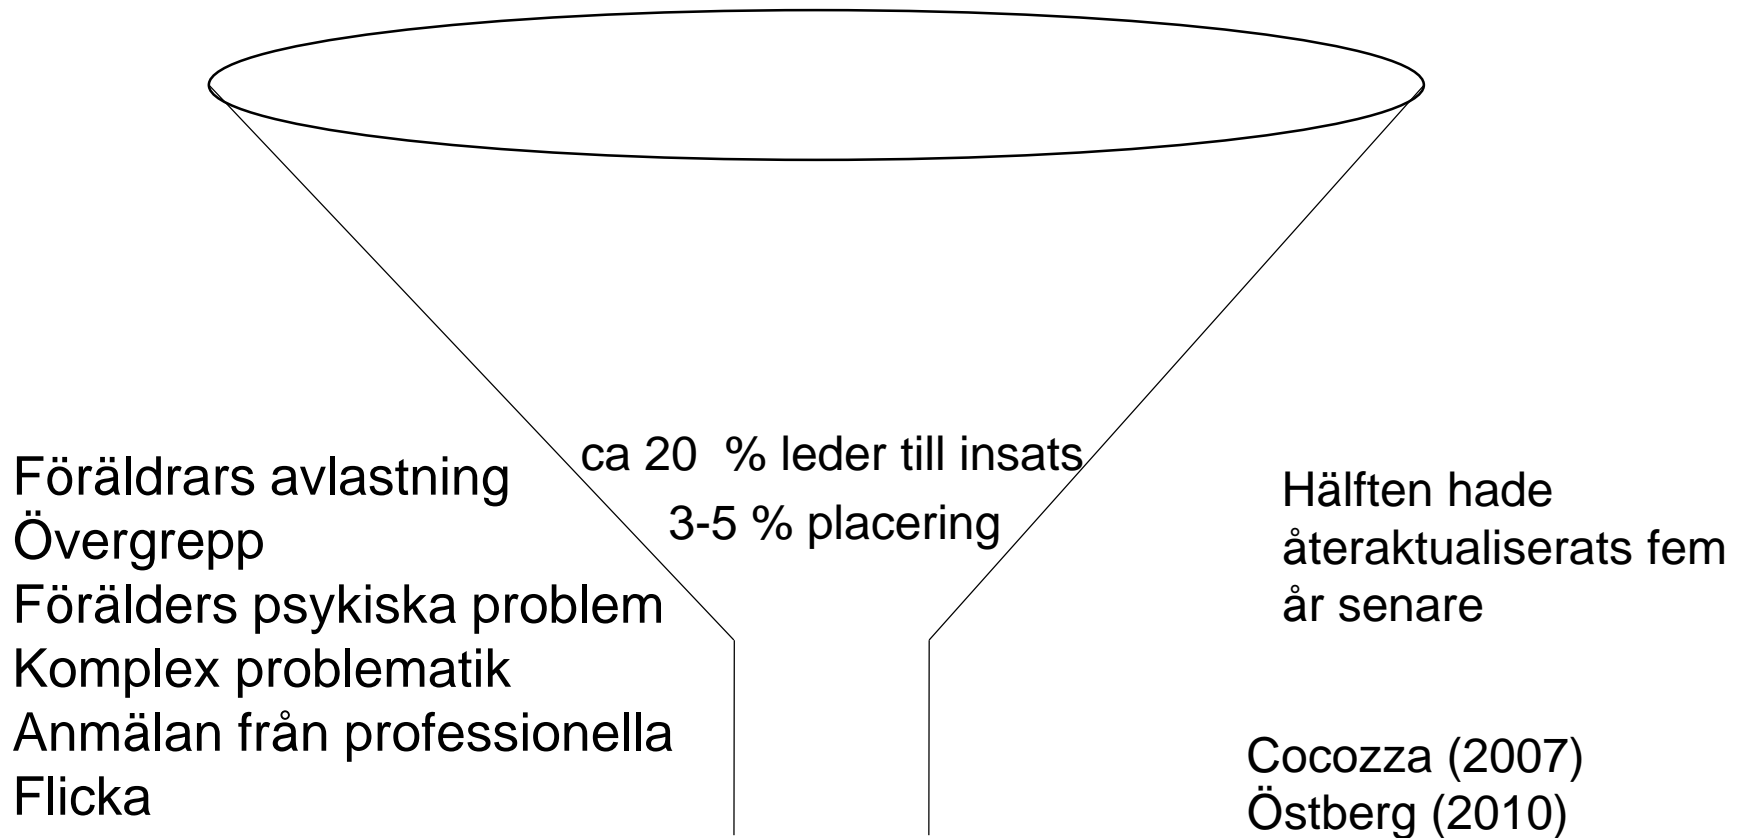 ca 20 % leder till insats
3-5 % placering
Föräldrars avlastning
Övergrepp
Förälders psykiska problem
Komplex problematik
Anmälan från professionella
Flicka
Hälften hade
återaktualiserats fem
år senare
Cocozza (2007)
Östberg (2010)